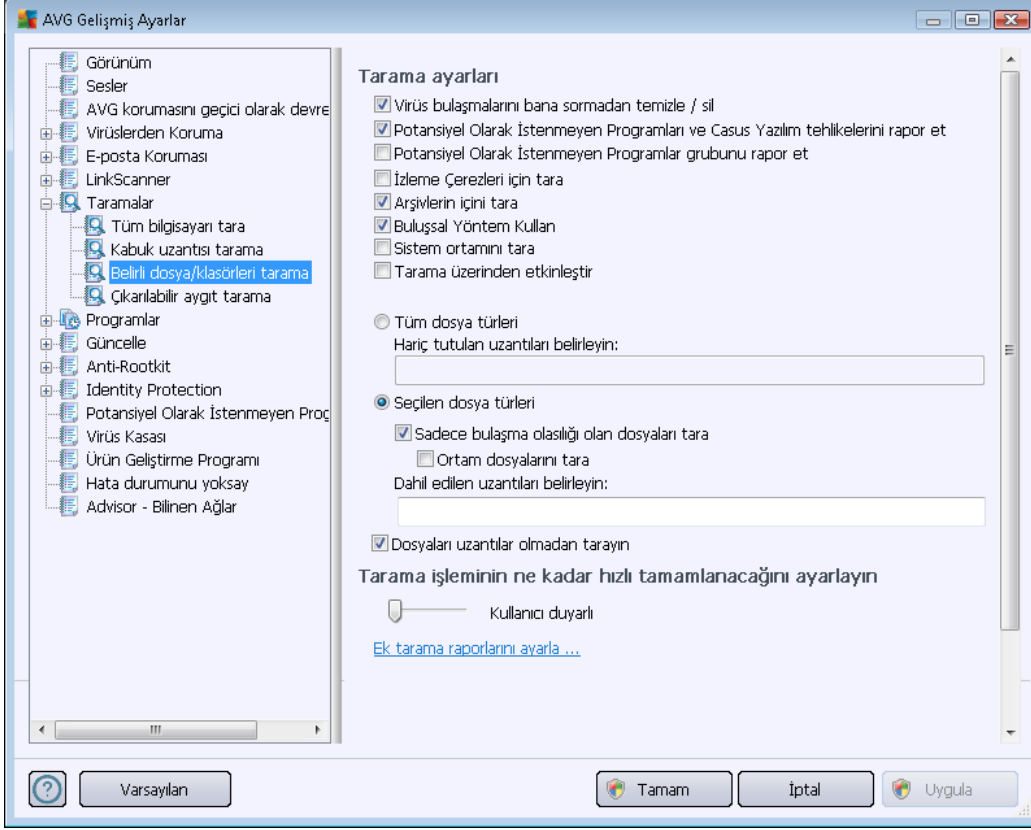 AVG Gelişmiş Ayarlar
Görünüm
Sesler
AVG korumasını geçici olarak devre
Virüslerden Koruma
E-posta Koruması
LinkScanner
Taramalar
Tüm bilgisayarı tara
Kabuk uzantısı tarama
Belirli dosya/klasörleri tarama
Çıkarılabilir aygıt tarama
Programlar
Güncelle
Anti-Rootkit
Identity Protection
Potansiyel Olarak İstenmeyen Prog
Virüs Kasası
Ürün Geliştirme Programı
Hata durumunu yoksay
Advisor - Bilinen Ağlar
Tarama ayarları
Virüs bulaşmalarını bana sormadan temizle / sil
Potansiyel Olarak İstenmeyen Programları ve Casus Yazılım tehlikelerini rapor et
Potansiyel Olarak İstenmeyen Programlar grubunu rapor et
İzleme Çerezleri için tara
Arşivlerin içini tara
Buluşsal Yöntem Kullan
Sistem ortamını tara
Tarama üzerinden etkinleştir
Tüm dosya türleri
Hariç tutulan uzantıları belirleyin:
Seçilen dosya türleri
Sadece bulaşma olasılığı olan dosyaları tara
Ortam dosyalarını tara
Dahil edilen uzantıları belirleyin:
Dosyaları uzantılar olmadan tarayın
Tarama işleminin ne kadar hızlı tamamlanacağını ayarlayın
Kullanıcı duyarlı
Ek tarama raporlarını ayarla ...
Varsayılan
Tamam
İptal
Uygula